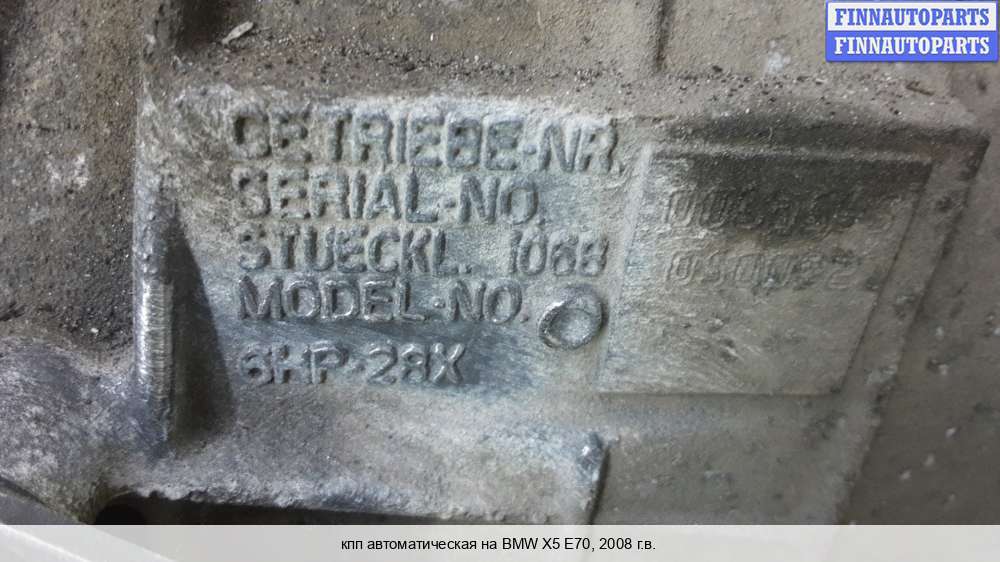 FINNAUTOPARTS
FINNAUTOPARTS
GETRIEBE-NR.
SERIAL-NO.
STUECKL. 1068
MODEL-NO.
6HP-28X
кпп автоматическая на BMW X5 E70, 2008 г.в.